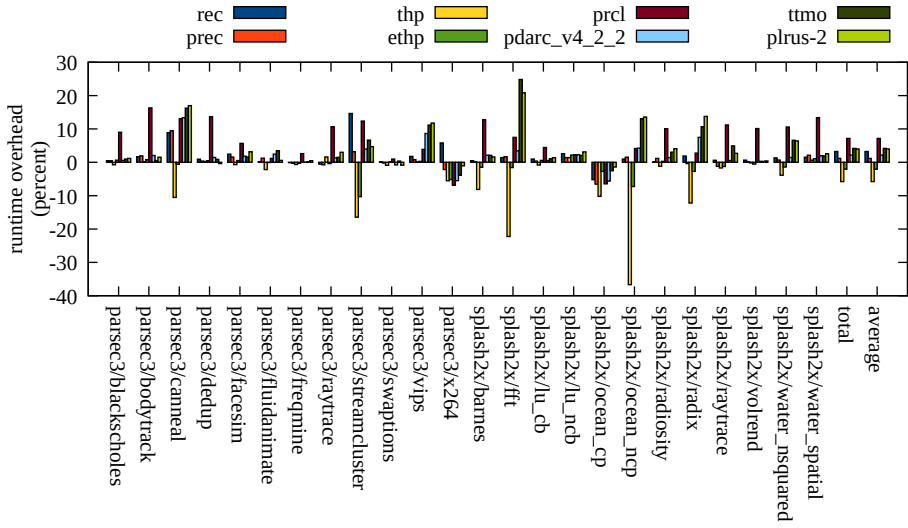 rec
thp
prcl
ttmo
prec
ethp
pdarc_v4_2_2
plrus-2
runtime overhead
(percent)
30
20
10
0
-10
-20
-30
-40
parsec3/blackscholes
parsec3/bodytrack
parsec3/canneal
parsec3/dedup
parsec3/facesim
parsec3/fluidanimate
parsec3/freqmine
parsec3/raytrace
parsec3/streamcluster
parsec3/swaptions
parsec3/vips
parsec3/x264
splash2x/barnes
splash2x/fft
splash2x/lu_cb
splash2x/lu_ncb
splash2x/ocean_cp
splash2x/ocean_ncp
splash2x/radiosity
splash2x/radix
splash2x/raytrace
splash2x/volrend
splash2x/water_nsquared
splash2x/water_spatial
total
average